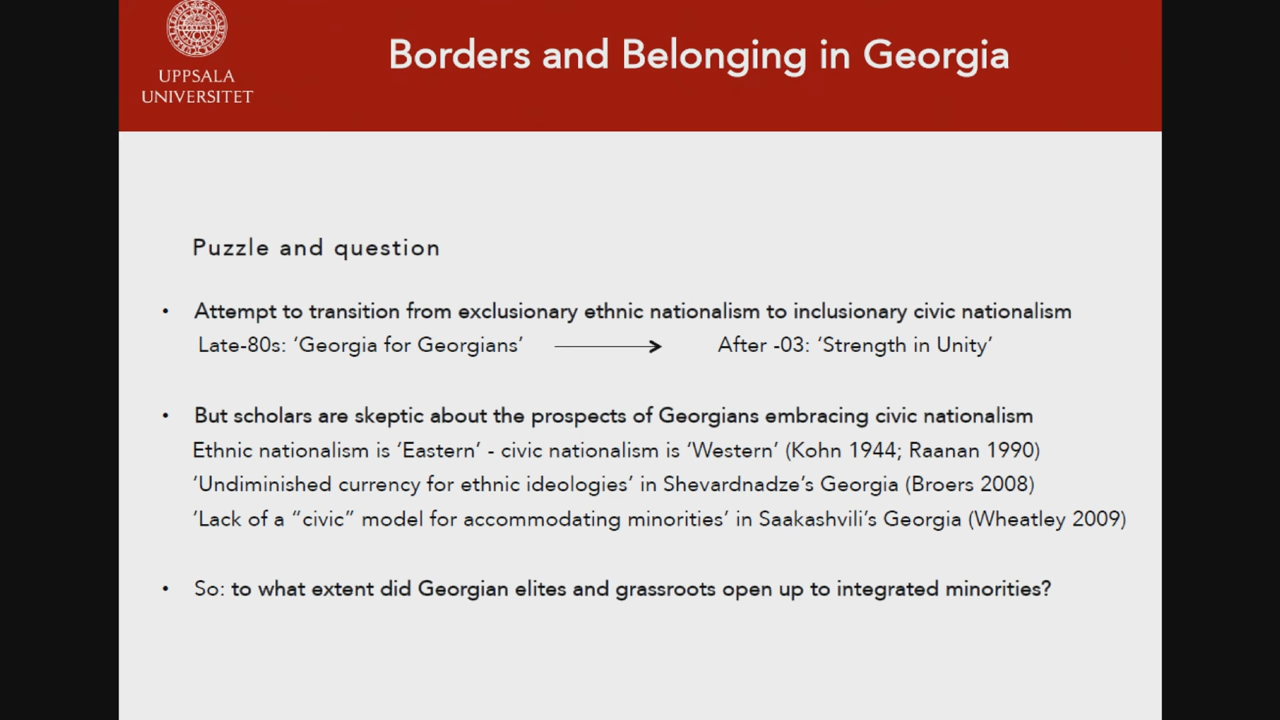 UPPSALA
UNIVERSITET
Borders and Belonging in Georgia
Puzzle and question
• Attempt to transition from exclusionary ethnic nationalism to inclusionary civic nationalism
Late-80s: ‘Georgia for Georgians’ → After -03: ‘Strength in Unity’
• But scholars are skeptic about the prospects of Georgians embracing civic nationalism
Ethnic nationalism is ‘Eastern’ - civic nationalism is ‘Western’ (Kohn 1944; Raanan 1990)
‘Undiminished currency for ethnic ideologies’ in Shevardnadze’s Georgia (Broers 2008)
‘Lack of a “civic” model for accommodating minorities’ in Saakashvili’s Georgia (Wheatley 2009)
• So: to what extent did Georgian elites and grassroots open up to integrated minorities?